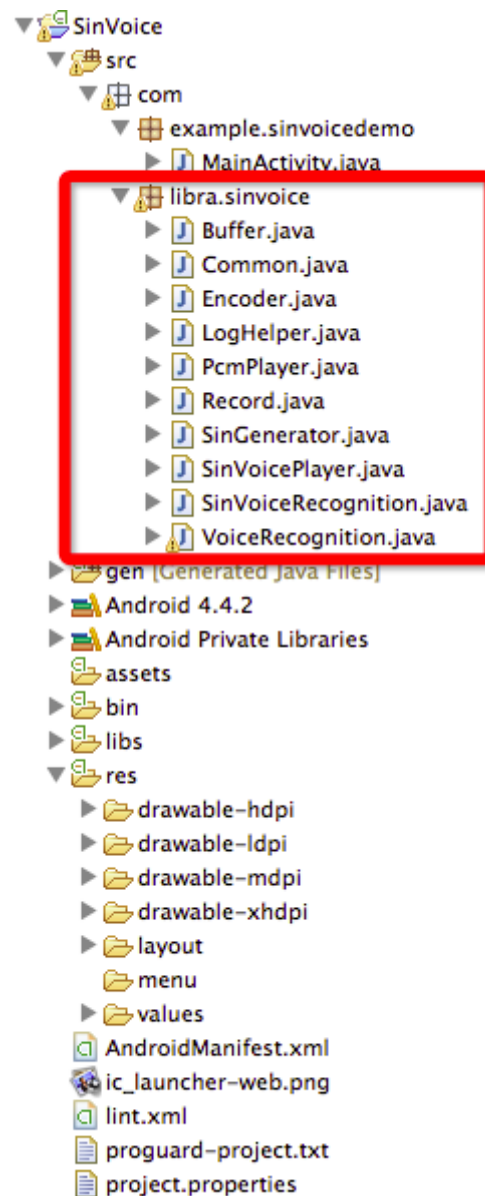 SinVoice
src
com
example.sinvoicedemo
MainActivity.java
libra.sinvoice
Buffer.java
Common.java
Encoder.java
LogHelper.java
PcmPlayer.java
Record.java
SinGenerator.java
SinVoicePlayer.java
SinVoiceRecognition.java
VoiceRecognition.java
gen [Generated Java Files]
Android 4.4.2
Android Private Libraries
assets
bin
libs
res
drawable-hdpi
drawable-ldpi
drawable-mdpi
drawable-xhdpi
layout
menu
values
AndroidManifest.xml
ic_launcher-web.png
lint.xml
proguard-project.txt
project.properties